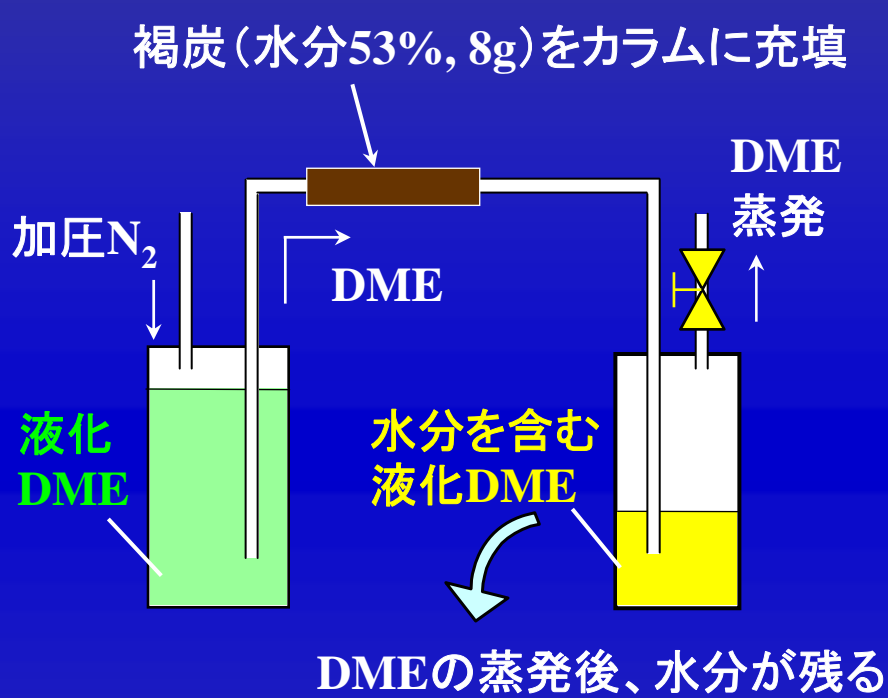 褐炭（水分53%, 8g）をカラムに充填
加圧N2
DME
DME
蒸発
液化
DME
水分を含む
液化DME
DMEの蒸発後、水分が残る